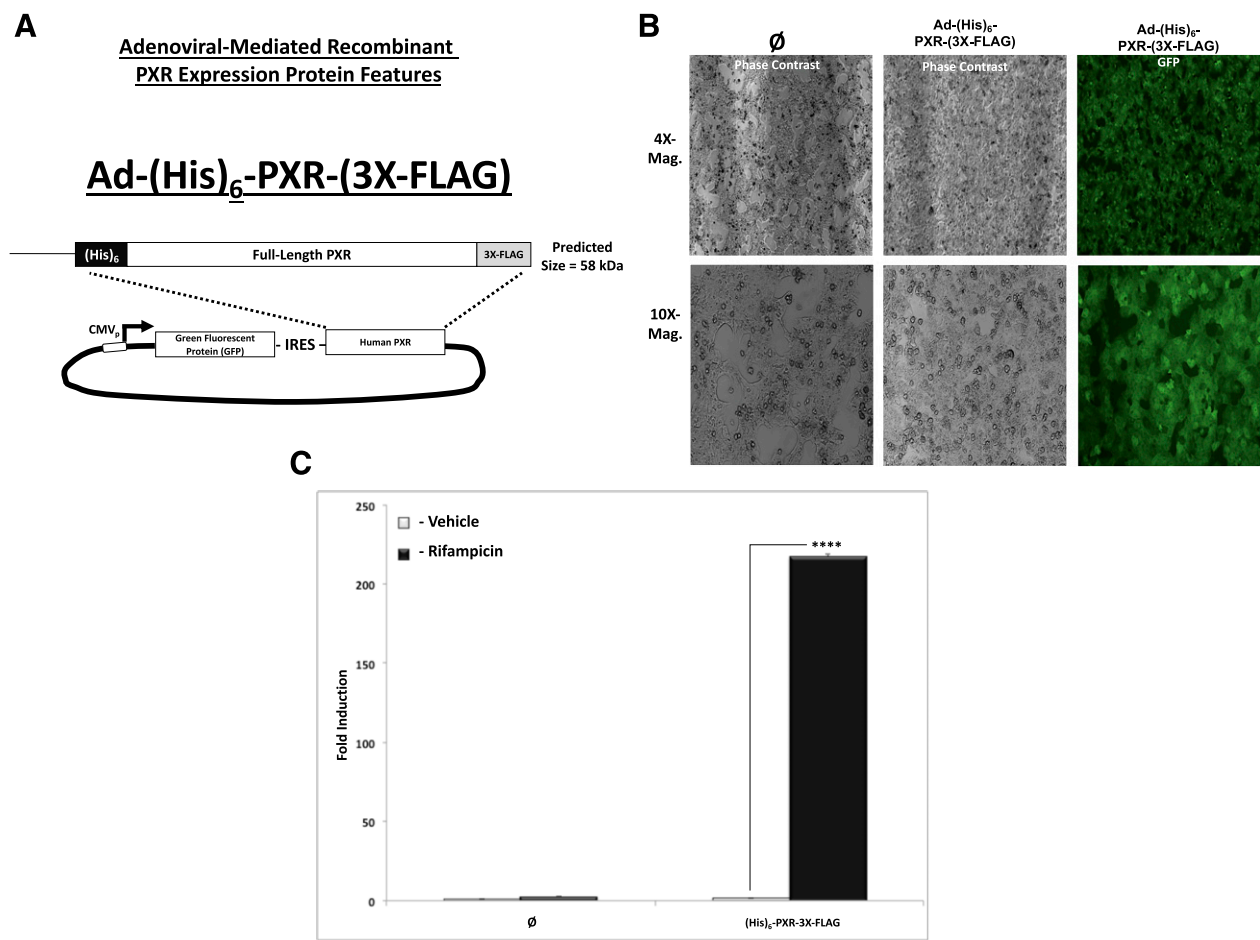 A
Adenoviral-Mediated Recombinant
PXR Expression Protein Features
Ad-(His)6-PXR-(3X-FLAG)
(His)6
Full-Length PXR
3X-FLAG
Predicted
Size = 58 kDa
CMVp
Green Fluorescent
Protein (GFP)
- IRES -
Human PXR
B
Ø
Phase Contrast
Ad-(His)6-
PXR-(3X-FLAG)
Phase Contrast
Ad-(His)6-
PXR-(3X-FLAG)
GFP
4X-
Mag.
10X-
Mag.
C
250
200
150
100
50
0
Fold Induction
- Vehicle
- Rifampicin
****
Ø
(His)6-PXR-3X-FLAG